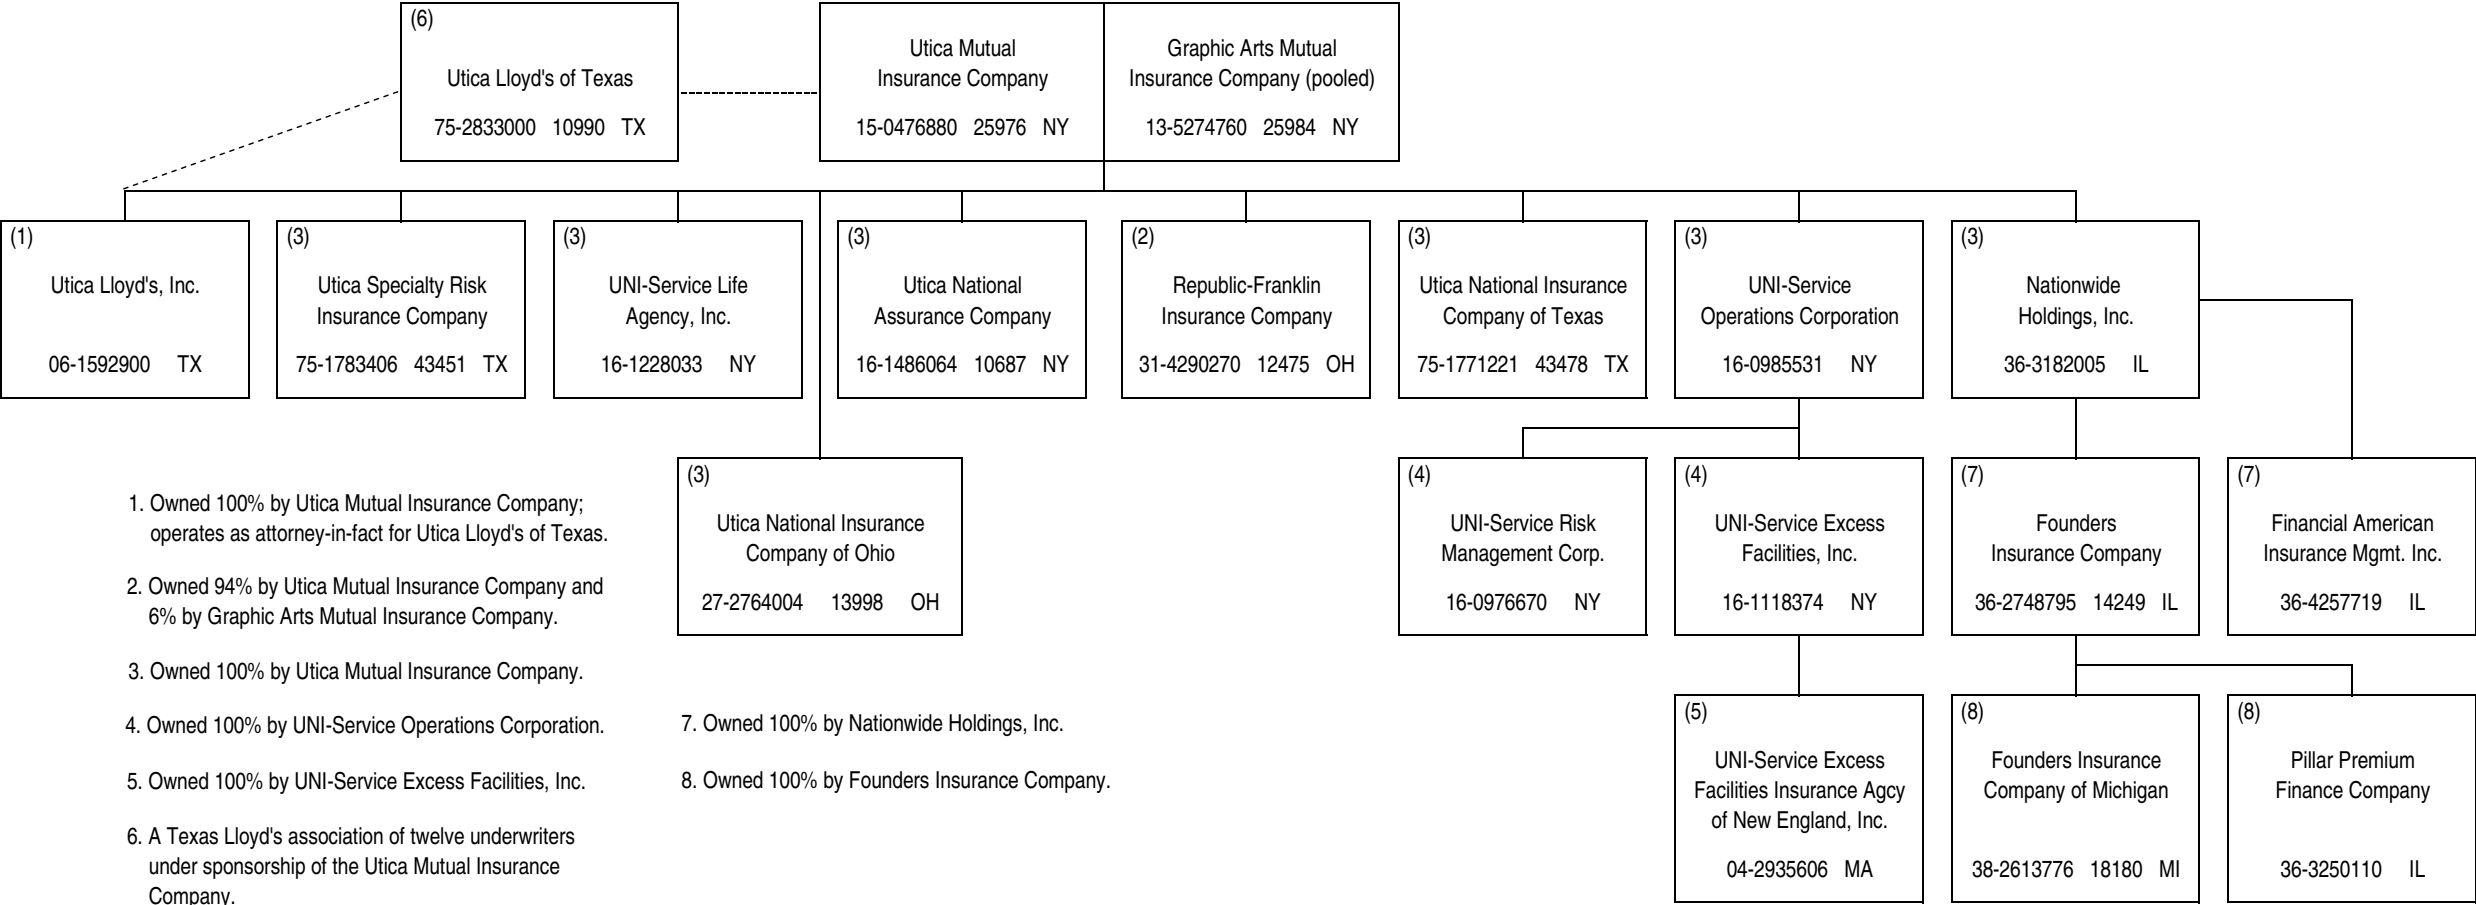 (6)
Utica Lloyd's of Texas
75-2833000 10990 TX
Utica Mutual
Insurance Company
15-0476880 25976 NY
Graphic Arts Mutual
Insurance Company (pooled)
13-5274760 25984 NY
(1)
Utica Lloyd's, Inc.
06-1592900 TX
(3)
Utica Specialty Risk
Insurance Company
75-1783406 43451 TX
(3)
UNI-Service Life
Agency, Inc.
16-1228033 NY
(3)
Utica National
Assurance Company
16-1486064 10687 NY
(2)
Republic-Franklin
Insurance Company
31-4290270 12475 OH
(3)
Utica National Insurance
Company of Texas
75-1771221 43478 TX
(3)
UNI-Service
Operations Corporation
16-0985531 NY
(3)
Nationwide
Holdings, Inc.
36-3182005 IL
(3)
Utica National Insurance
Company of Ohio
27-2764004 13998 OH
(4)
UNI-Service Risk
Management Corp.
16-0976670 NY
(4)
UNI-Service Excess
Facilities, Inc.
16-1118374 NY
(7)
Founders
Insurance Company
36-2748795 14249 IL
(7)
Financial American
Insurance Mgmt. Inc.
36-4257719 IL
(5)
UNI-Service Excess
Facilities Insurance Agcy
of New England, Inc.
04-2935606 MA
(8)
Founders Insurance
Company of Michigan
38-2613776 18180 MI
(8)
Pillar Premium
Finance Company
36-3250110 IL
1. Owned 100% by Utica Mutual Insurance Company;
operates as attorney-in-fact for Utica Lloyd's of Texas.
2. Owned 94% by Utica Mutual Insurance Company and
6% by Graphic Arts Mutual Insurance Company.
3. Owned 100% by Utica Mutual Insurance Company.
4. Owned 100% by UNI-Service Operations Corporation.
5. Owned 100% by UNI-Service Excess Facilities, Inc.
6. A Texas Lloyd's association of twelve underwriters
under sponsorship of the Utica Mutual Insurance
Company.
7. Owned 100% by Nationwide Holdings, Inc.
8. Owned 100% by Founders Insurance Company.